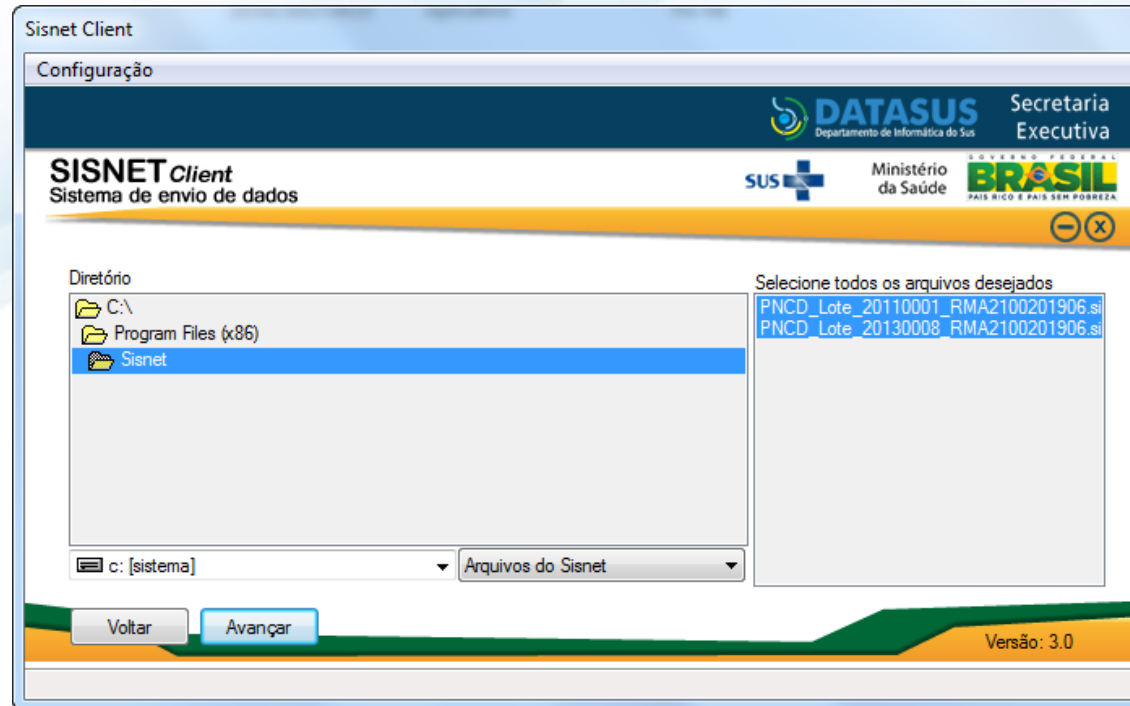 Sisnet Client
Configuração
DATASUS
Departamento de Informática do Sus
Secretaria
Executiva
SISNET Client
Sistema de envio de dados
SUS
Ministério
da Saúde
GOVERNO FEDERAL
BRASIL
PAÍS RICO É PAÍS SEM POBREZA
Diretório
C:\
Program Files (x86)
Sisnet
Selecione todos os arquivos desejados
PNCD_Lote_20110001_RMA2100201906.si
PNCD_Lote_20130008_RMA2100201906.si
c: [sistema]
Arquivos do Sisnet
Voltar
Avançar
Versão: 3.0